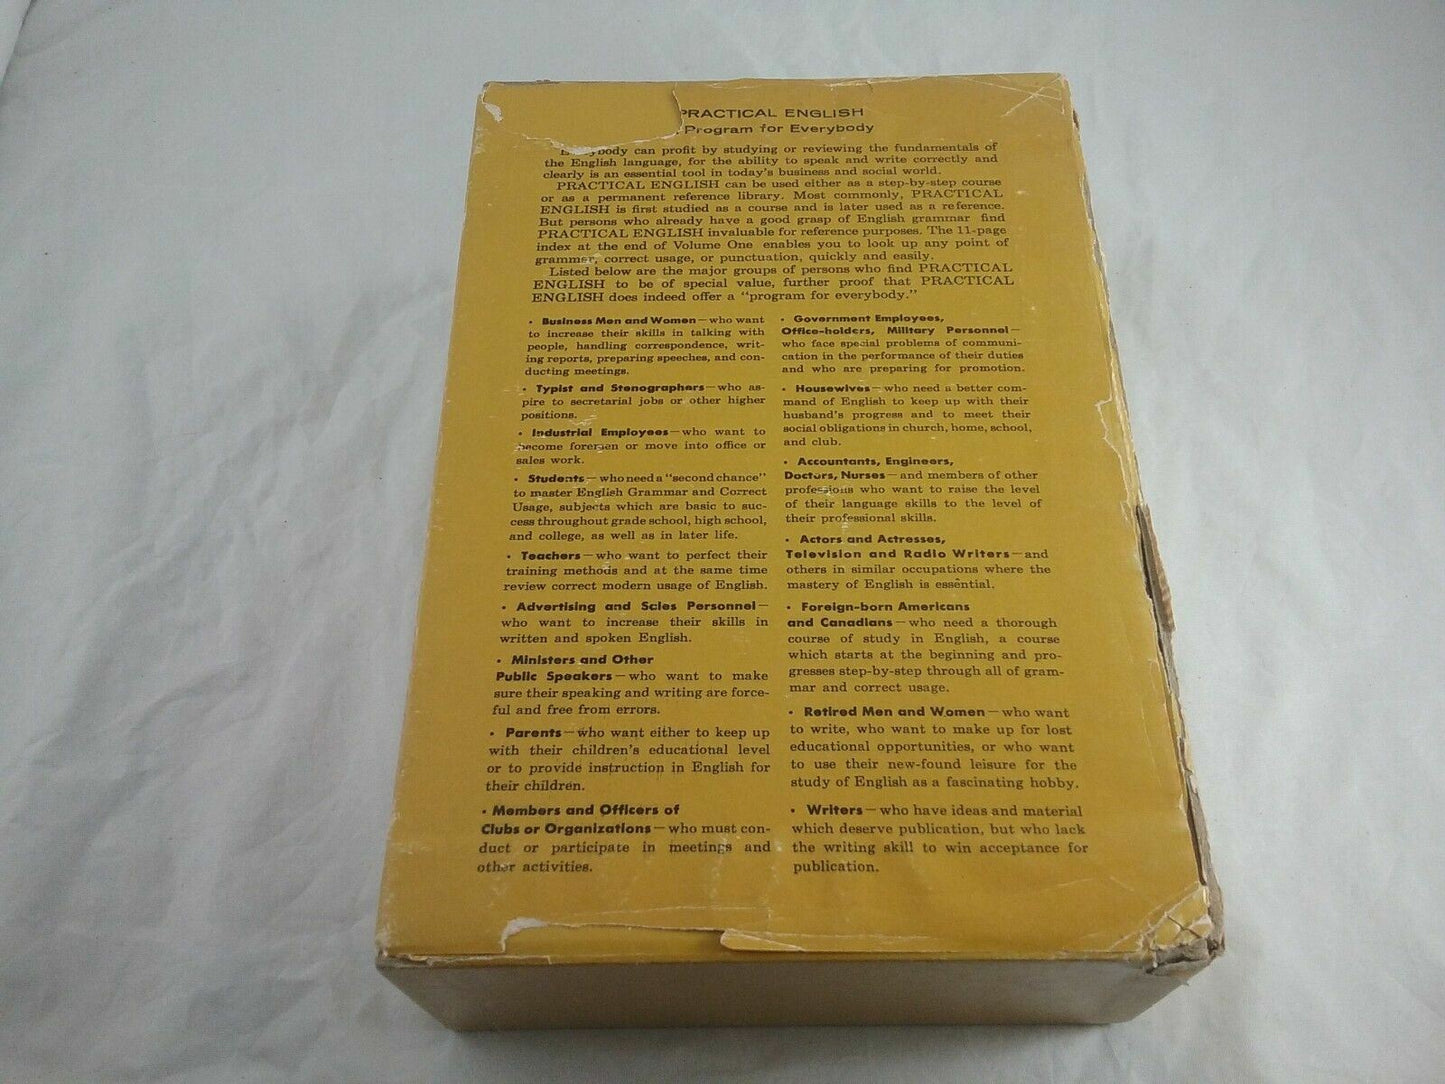 PRACTICAL ENGLISH
Program for Everybody
Everybody can profit by studying or reviewing the fundamentals of
the English language, for the ability to speak and write correctly and
clearly is an essential tool in today's business and social world.
PRACTICAL ENGLISH can be used either as a step-by-step course
or as a permanent reference library. Most commonly, PRACTICAL
ENGLISH is first studied as a course and is later used as a reference.
But persons who already have a good grasp of English grammar find
PRACTICAL ENGLISH invaluable for reference purposes. The 11-page
index at the end of Volume One enables you to look up any point of
grammar, correct usage, or punctuation, quickly and easily.
Listed below are the major groups of persons who find PRACTICAL
ENGLISH to be of special value, further proof that PRACTICAL
ENGLISH does indeed offer a "program for everybody."
• Business Men and Women—who want
to increase their skills in talking with
people, handling correspondence, writ-
ing reports, preparing speeches, and con-
ducting meetings.
• Typist and Stenographers—who as-
pire to secretarial jobs or other higher
positions.
• Industrial Employees—who want to
become foremen or move into office or
sales work.
• Students—who need a "second chance"
to master English Grammar and Correct
Usage, subjects which are basic to suc-
cess throughout grade school, high school,
and college, as well as in later life.
• Teachers—who want to perfect their
training methods and at the same time
review correct modern usage of English.
• Advertising and Sales Personnel—
who want to increase their skills in
written and spoken English.
• Ministers and Other
Public Speakers—who want to make
sure their speaking and writing are force-
ful and free from errors.
• Parents—who want either to keep up
with their children's educational level
or to provide instruction in English for
their children.
• Members and Officers of
Clubs or Organizations—who must con-
duct or participate in meetings and
other activities.
• Government Employees,
Office-holders, Military Personnel—
who face special problems of communi-
cation in the performance of their duties
and who are preparing for promotion.
• Housewives—who need a better com-
mand of English to keep up with their
husband's progress and to meet their
social obligations in church, home, school,
and club.
• Accountants, Engineers,
Doctors, Nurses—and members of other
professions who want to raise the level
of their language skills to the level of
their professional skills.
• Actors and Actresses,
Television and Radio Writers—and
others in similar occupations where the
mastery of English is essential.
• Foreign-born Americans
and Canadians—who need a thorough
course of study in English, a course
which starts at the beginning and pro-
gresses step-by-step through all of gram-
mar and correct usage.
• Retired Men and Women—who want
to write, who want to make up for lost
educational opportunities, or who want
to use their new-found leisure for the
study of English as a fascinating hobby.
• Writers—who have ideas and material
which deserve publication, but who lack
the writing skill to win acceptance for
publication.